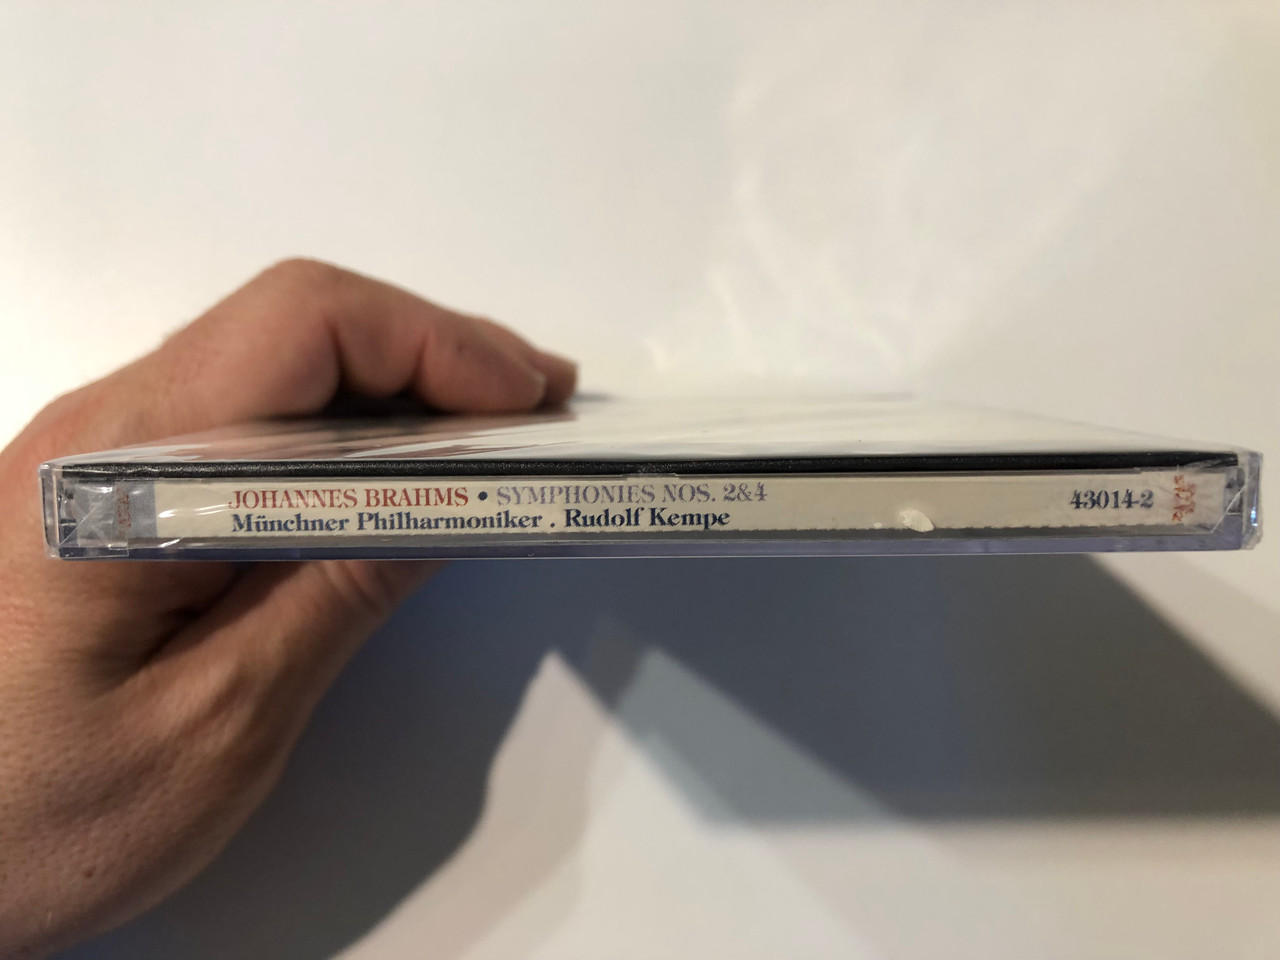 JOHANNES BRAHMS • SYMPHONIES NOS. 2&4
Münchner Philharmoniker . Rudolf Kempe
43014-2